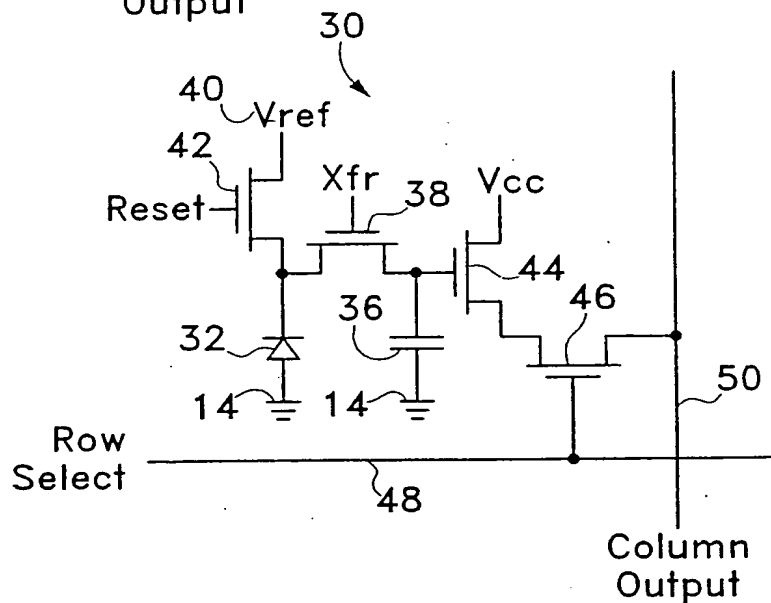 Output
30
40
Vref
42
Reset
Xfr
38
Vcc
44
46
36
32
14
14
50
Row
Select
48
Column
Output